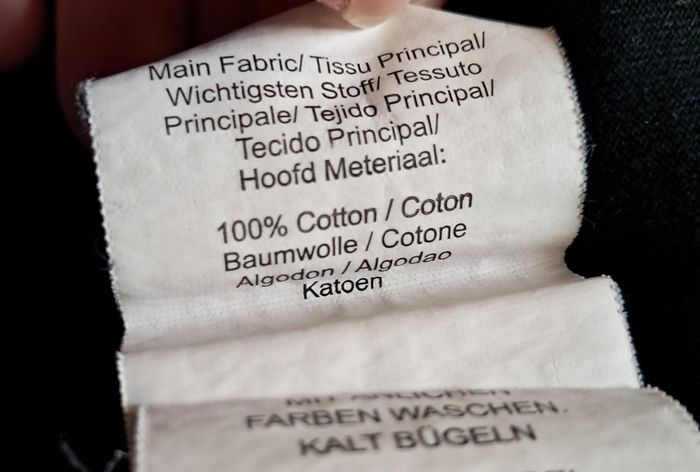 Main Fabric/ Tissu Principal/
Wichtigsten Stoff/ Tessuto
Principale/ Tejido Principal/
Tecido Principal/
Hoofd Meteriaal:
100% Cotton / Coton
Baumwolle / Cotone
Algodon / Algodao
Katoen
FARBEN WASCHEN.
KALT BÜGELN